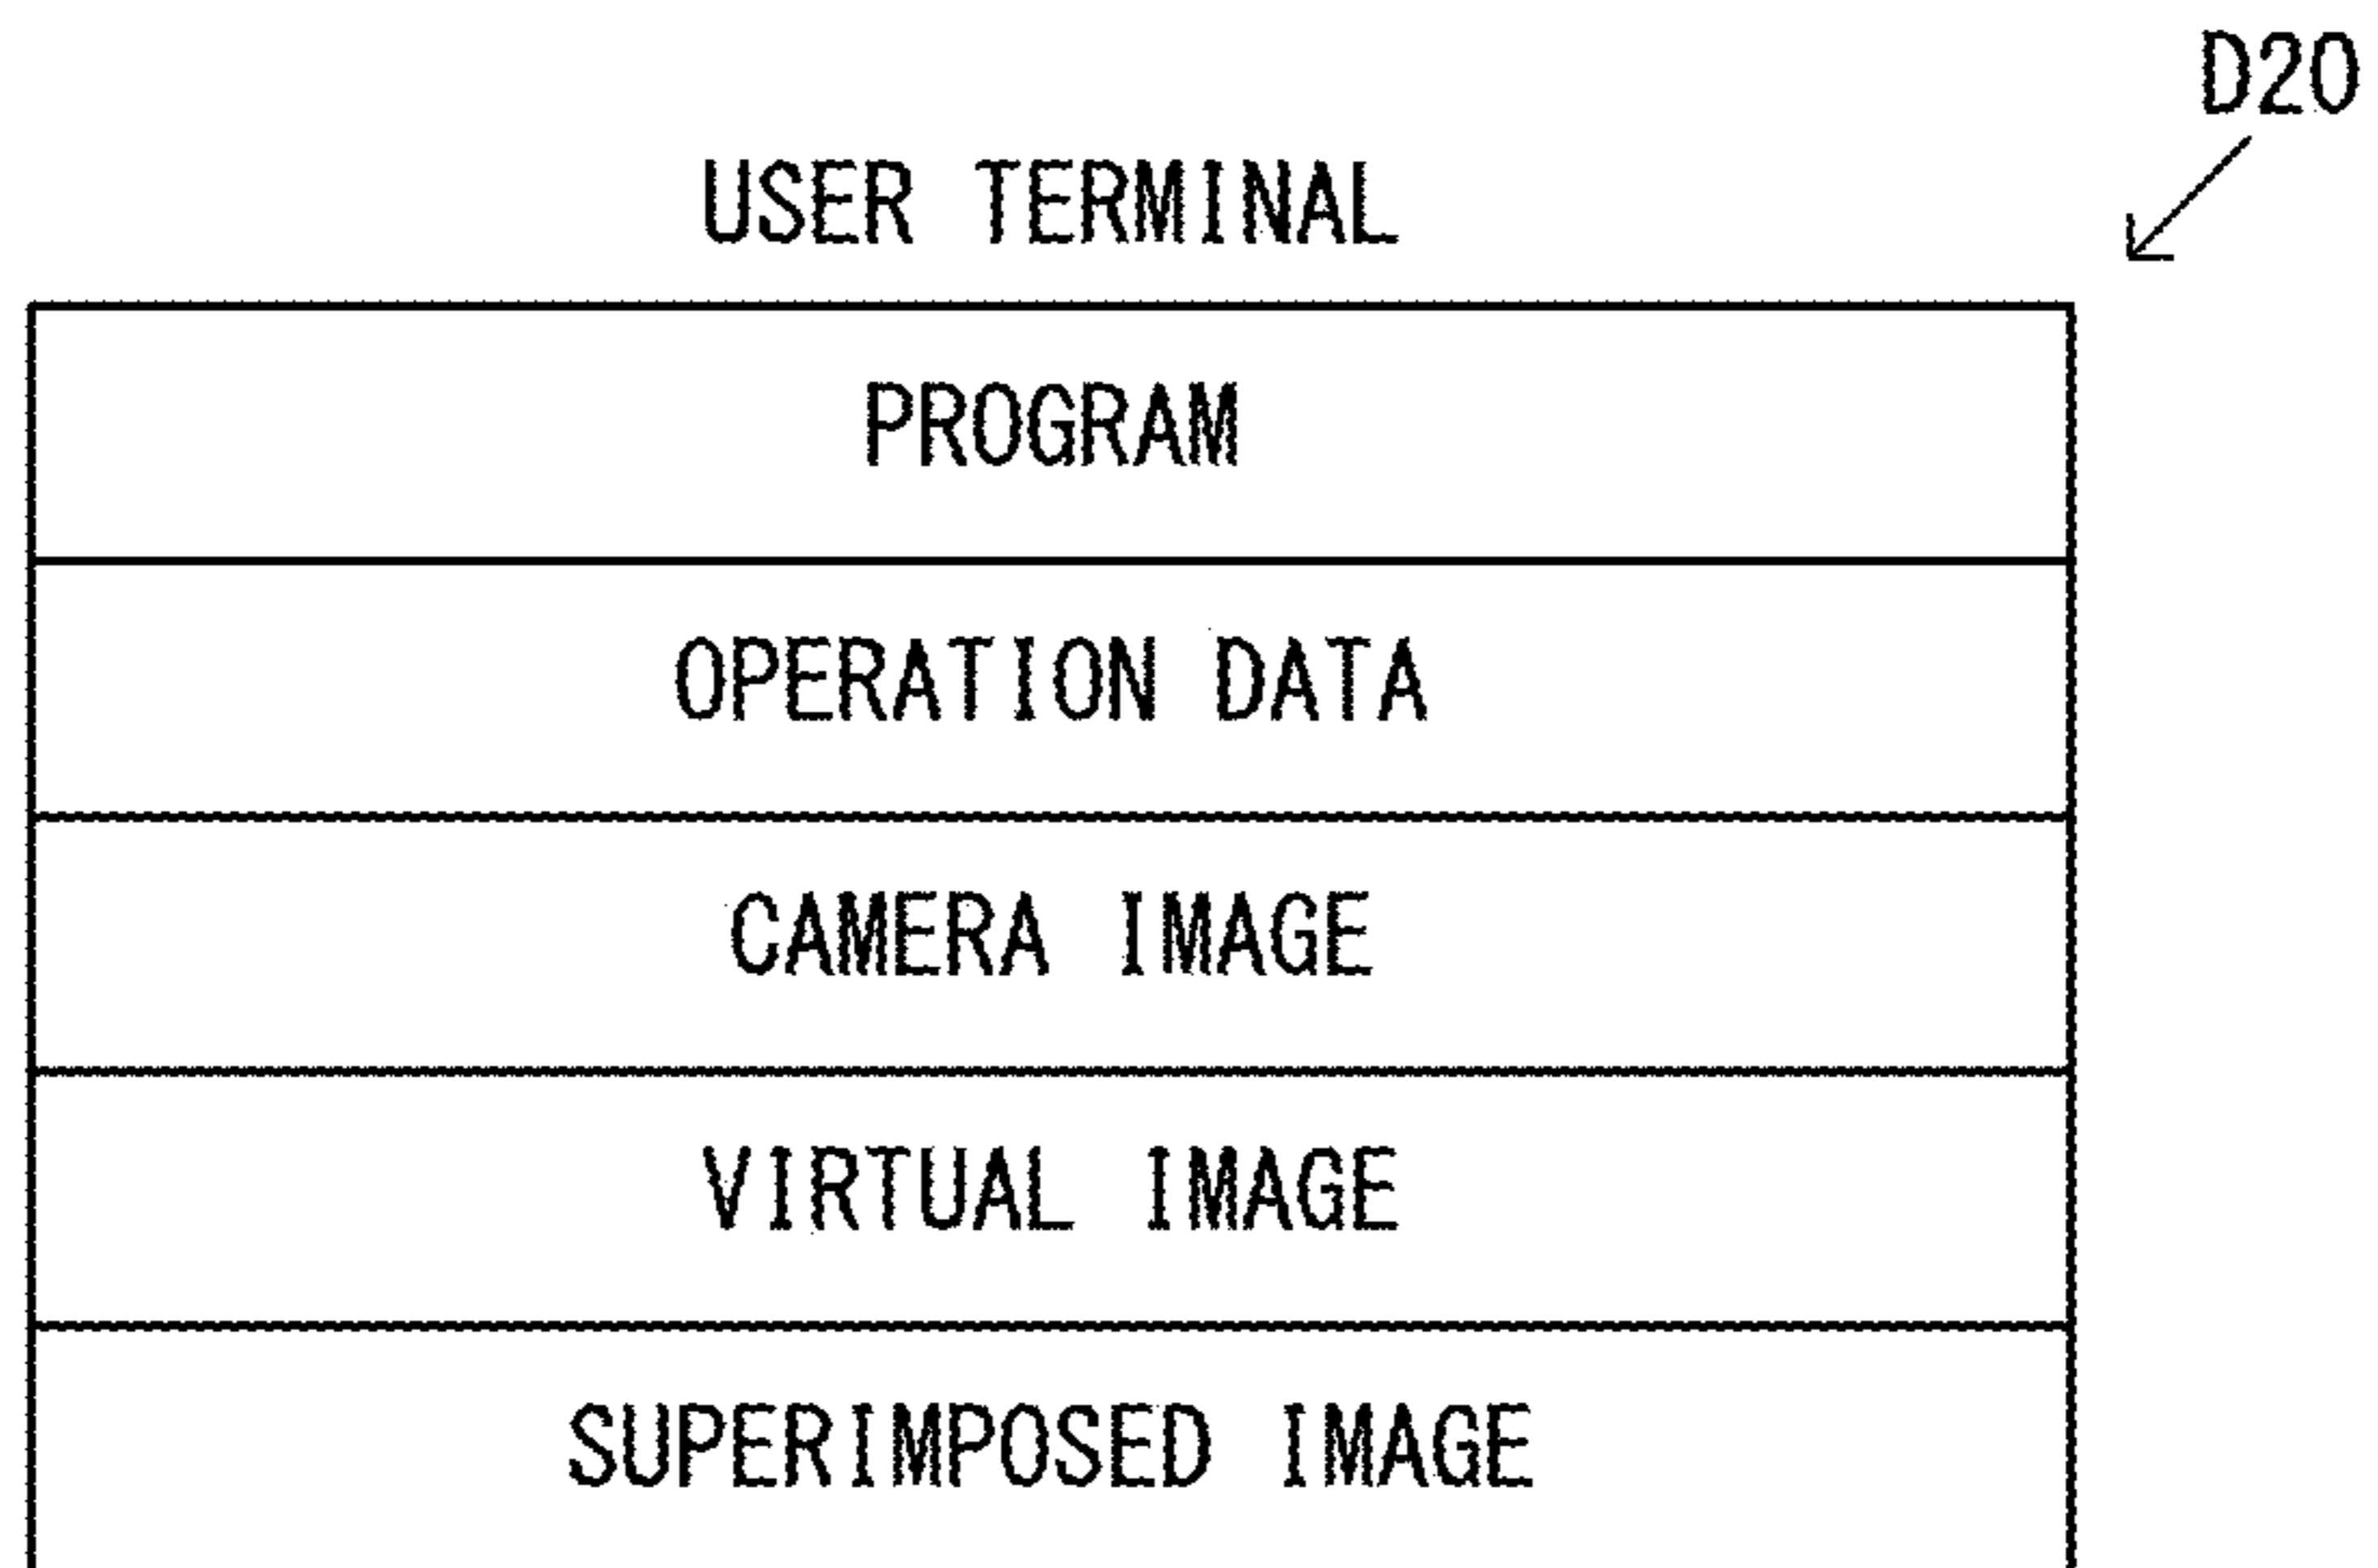 D20
USER TERMINAL
PROGRAM
OPERATION DATA
CAMERA IMAGE
VIRTUAL IMAGE
SUPERIMPOSED IMAGE